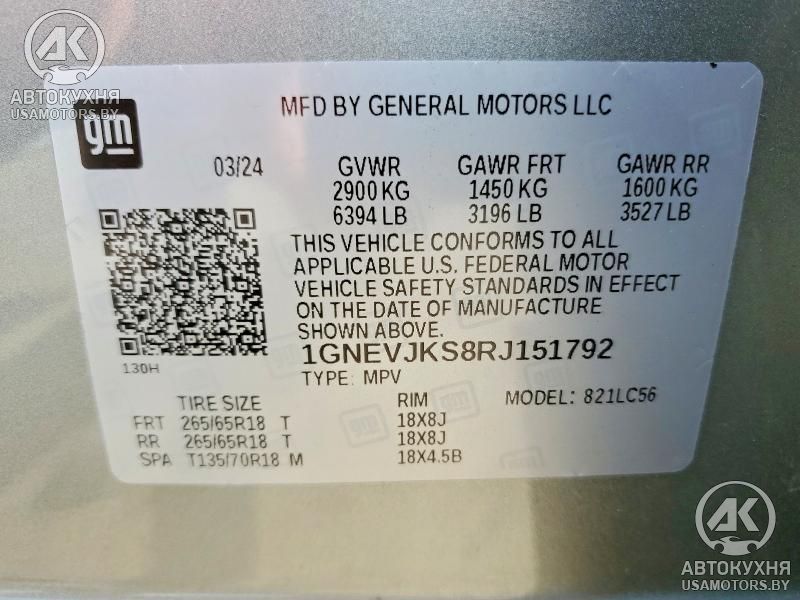 АВТОКУХНЯ
USAMOTORS.BY
gm
MFD BY GENERAL MOTORS LLC
03/24 GVWR GAWR FRT GAWR RR
2900 KG 1450 KG 1600 KG
6394 LB 3196 LB 3527 LB
THIS VEHICLE CONFORMS TO ALL
APPLICABLE U.S. FEDERAL MOTOR
VEHICLE SAFETY STANDARDS IN EFFECT
ON THE DATE OF MANUFACTURE
SHOWN ABOVE.
130H
1GNEVJKS8RJ151792
TYPE: MPV MODEL: 821LC56
TIRE SIZE RIM
FRT 265/65R18 T 18X8J
RR 265/65R18 T 18X8J
SPA T135/70R18 M 18X4.5B
АК
АВТОКУХНЯ
USAMOTORS.BY